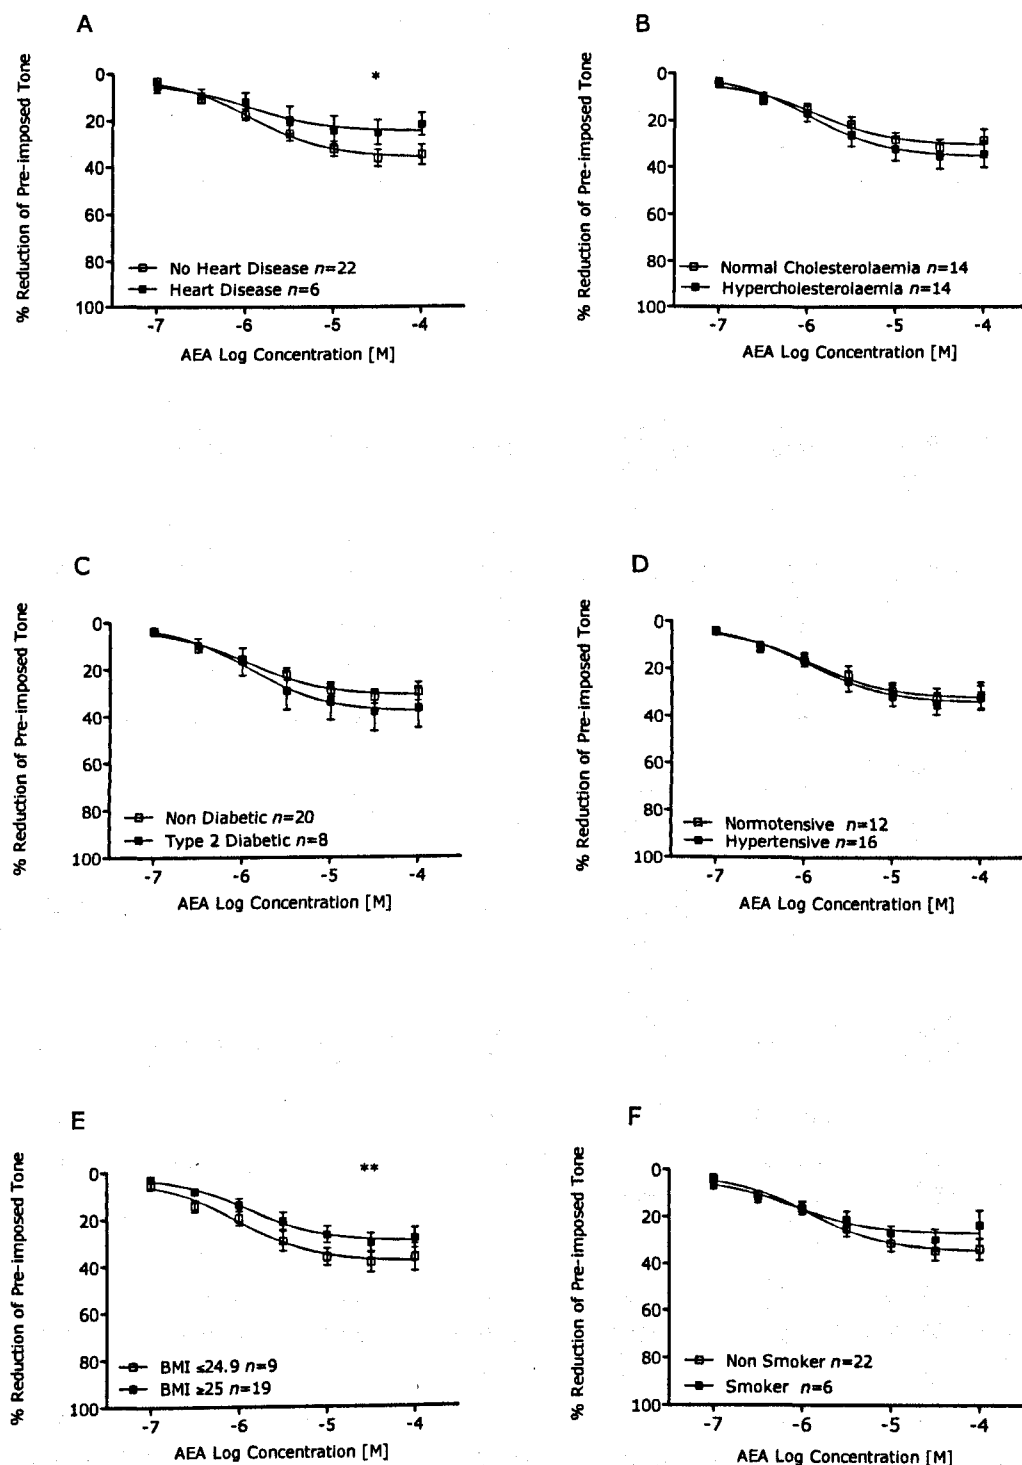 A
% Reduction of Pre-imposed Tone
0
20
40
60
80
100
*
No Heart Disease n=22
Heart Disease n=6
-7 -6 -5 -4
AEA Log Concentration [M]
B
% Reduction of Pre-imposed Tone
0
20
40
60
80
100
Normal Cholesterolaemia n=14
Hypercholesterolaemia n=14
-7 -6 -5 -4
AEA Log Concentration [M]
C
% Reduction of Pre-imposed Tone
0
20
40
60
80
100
Non Diabetic n=20
Type 2 Diabetic n=8
-7 -6 -5 -4
AEA Log Concentration [M]
D
% Reduction of Pre-imposed Tone
0
20
40
60
80
100
Normotensive n=12
Hypertensive n=16
-7 -6 -5 -4
AEA Log Concentration [M]
E
% Reduction of Pre-imposed Tone
0
20
40
60
80
100
**
BMI ≤24.9 n=9
BMI ≥25 n=19
-7 -6 -5 -4
AEA Log Concentration [M]
F
% Reduction of Pre-imposed Tone
0
20
40
60
80
100
Non Smoker n=22
Smoker n=6
-7 -6 -5 -4
AEA Log Concentration [M]